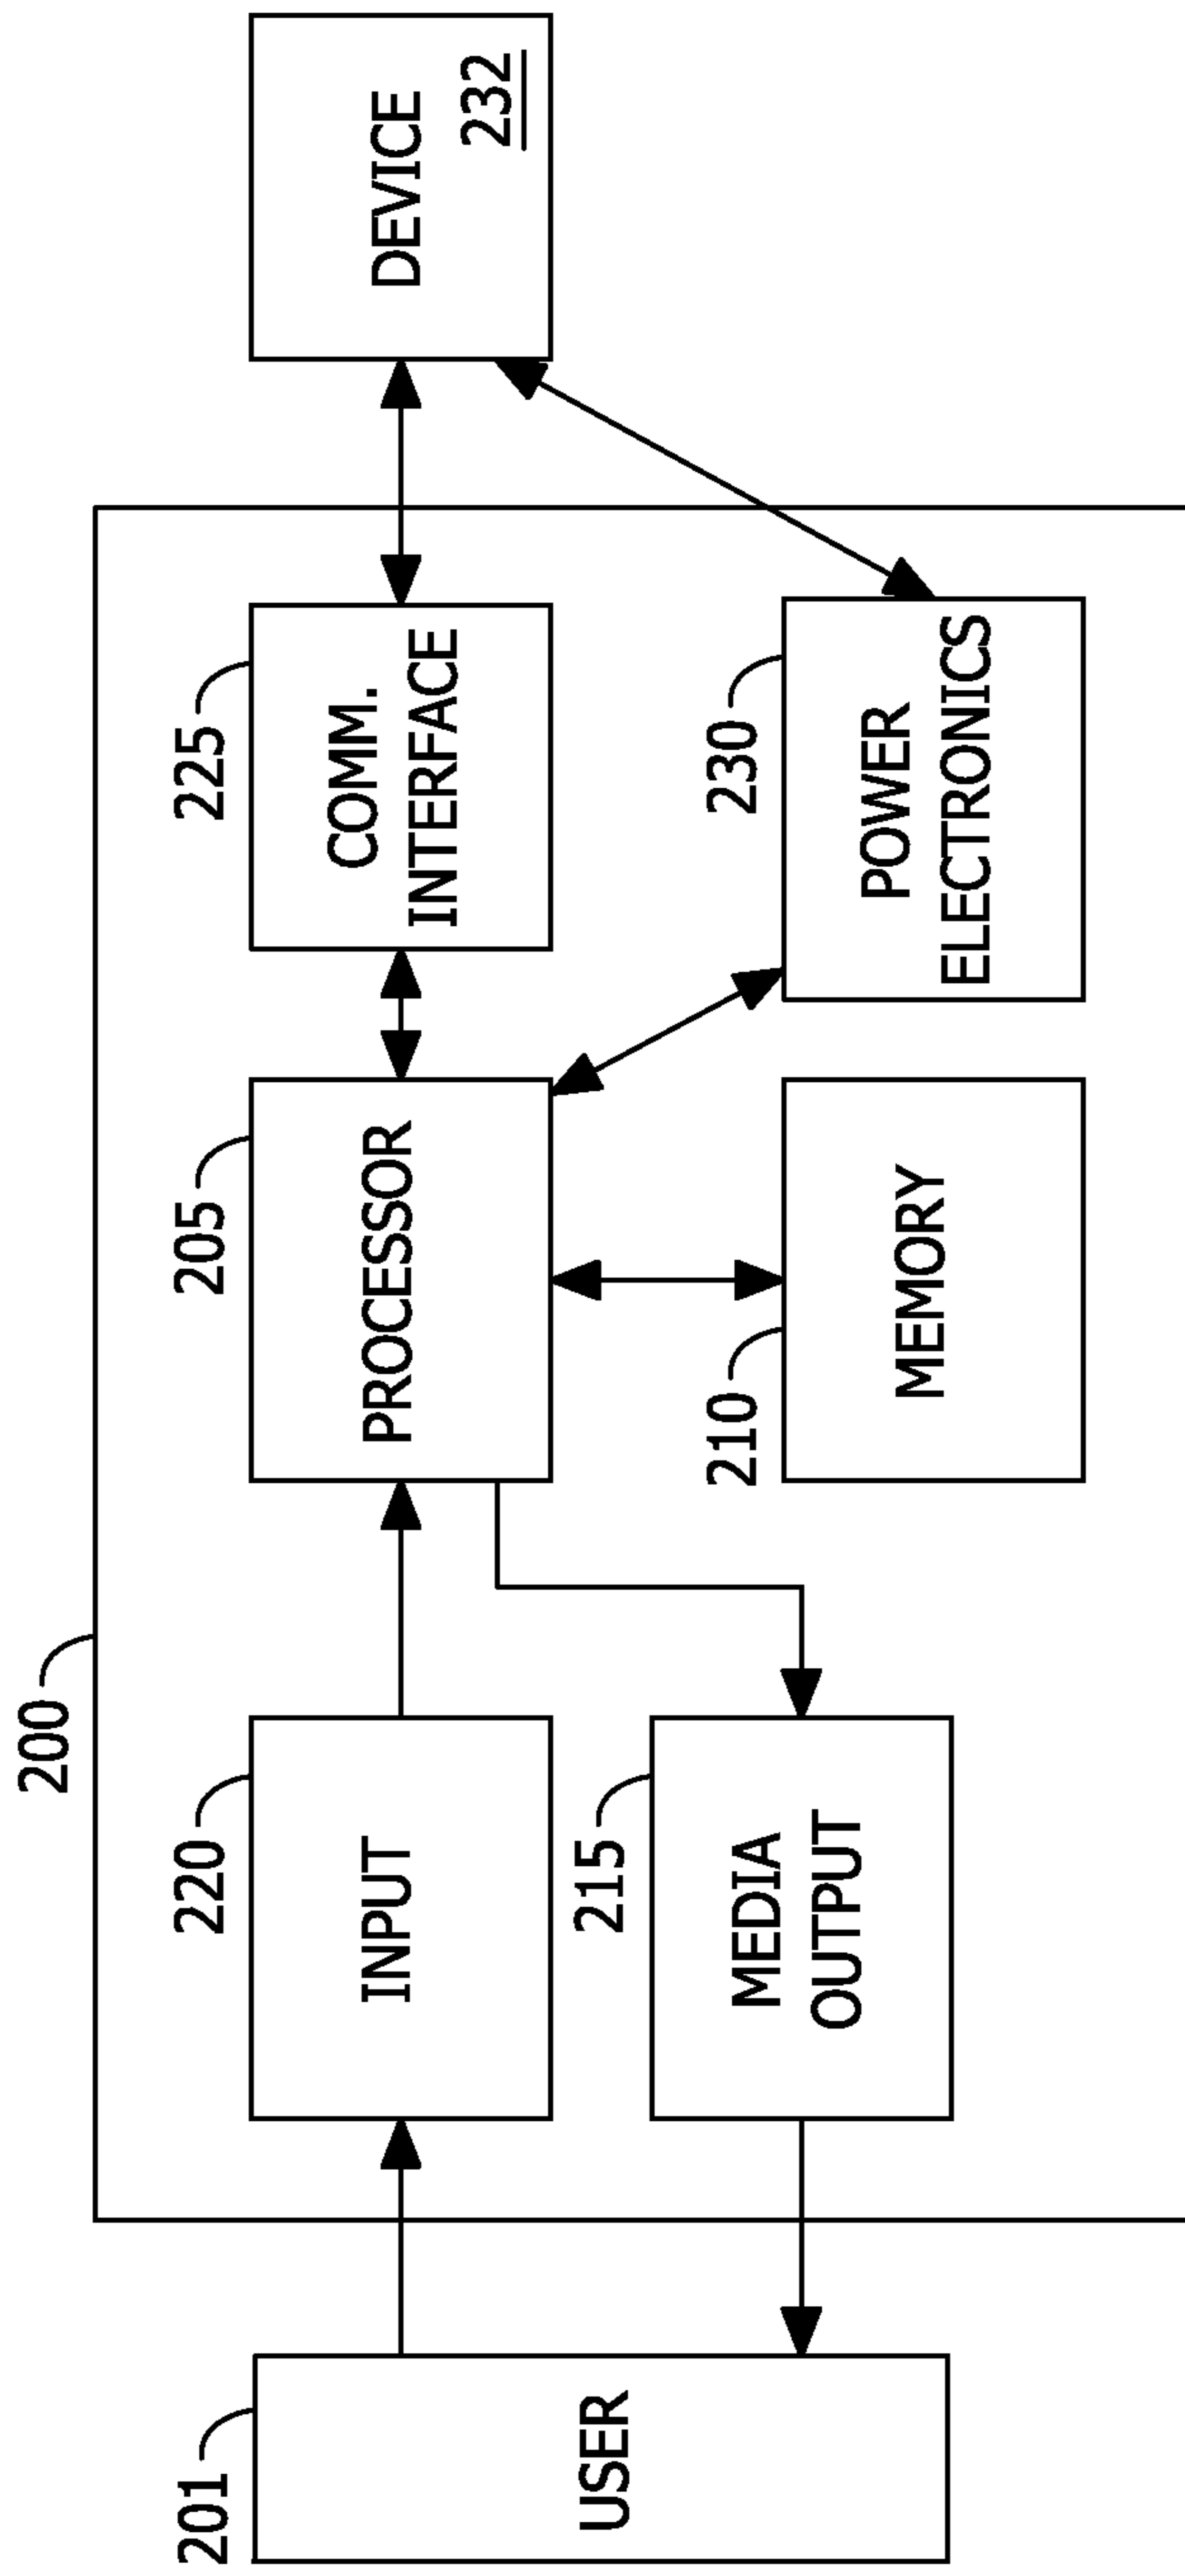 200
201
USER
220
INPUT
215
MEDIA
OUTPUT
205
PROCESSOR
210
MEMORY
225
COMM.
INTERFACE
230
POWER
ELECTRONICS
DEVICE
232